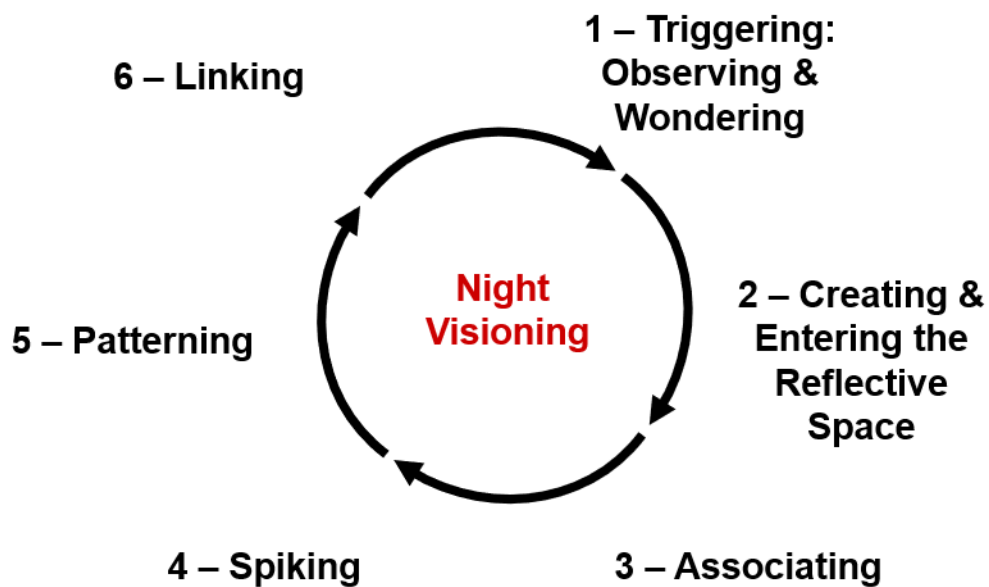 1 – Triggering:
Observing &
Wondering
2 – Creating &
Entering the
Reflective
Space
3 – Associating
4 – Spiking
5 – Patterning
6 – Linking
Night
Visioning